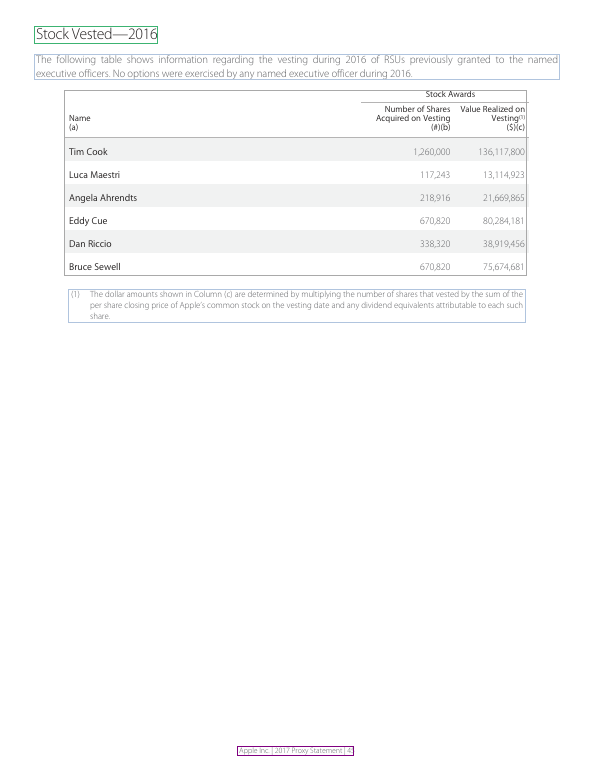 Stock Vested—2016
The following table shows information regarding the vesting during 2016 of RSUs previously granted to the named
executive officers. No options were exercised by any named executive officer during 2016.
Stock Awards
Name
(a)
Number of Shares
Acquired on Vesting
(#)(b)
Value Realized on
Vesting(1)
($)(c)
Tim Cook 1,260,000 136,117,800
Luca Maestri 117,243 13,114,923
Angela Ahrendts 218,916 21,669,865
Eddy Cue 670,820 80,284,181
Dan Riccio 338,320 38,919,456
Bruce Sewell 670,820 75,674,681
(1) The dollar amounts shown in Column (c) are determined by multiplying the number of shares that vested by the sum of the
per share closing price of Apple's common stock on the vesting date and any dividend equivalents attributable to each such
share.
Apple Inc. | 2017 Proxy Statement |